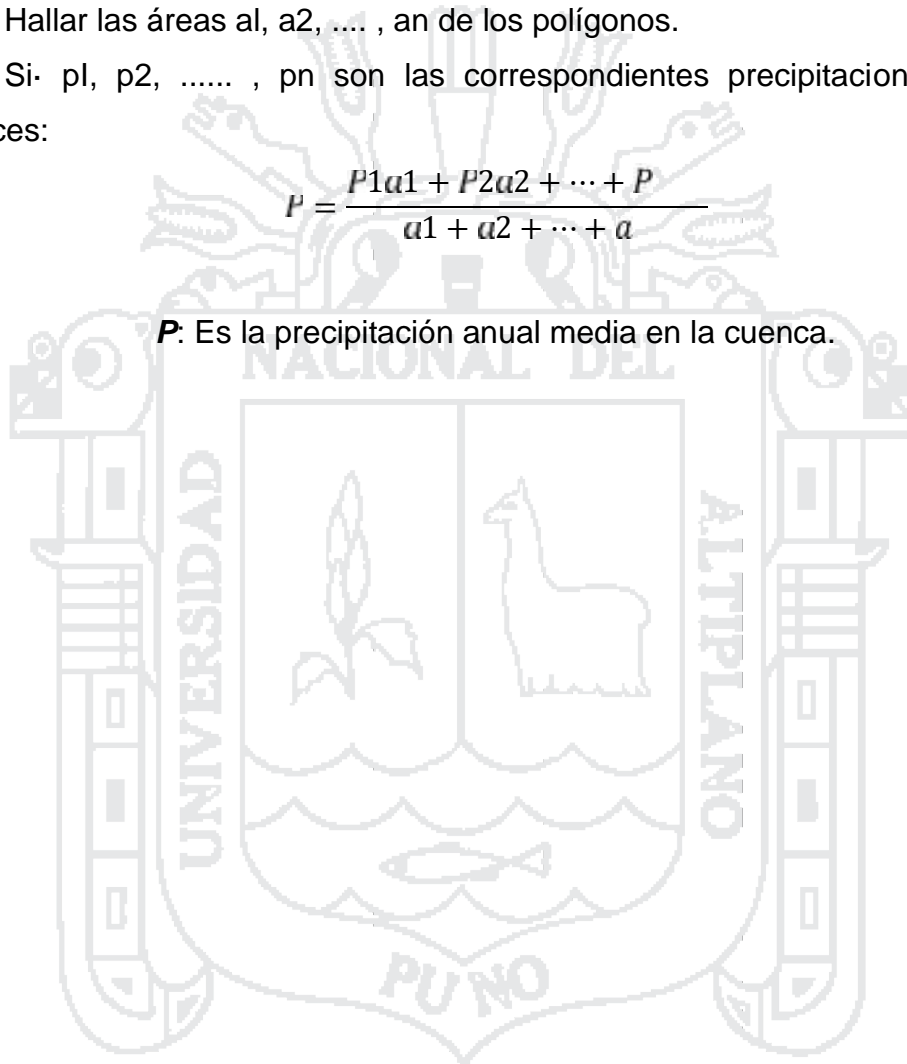 Hallar las áreas al, a2, .... , an de los polígonos.
Si· pl, p2, ...... , pn son las correspondientes precipitacion
ces:
P = P1a1 + P2a2 + ⋯ + P
a1 + a2 + ⋯ + a
P: Es la precipitación anual media en la cuenca.
NACIONAL DEL
UNIVERSIDAD
ALTIPLANO
PUNO